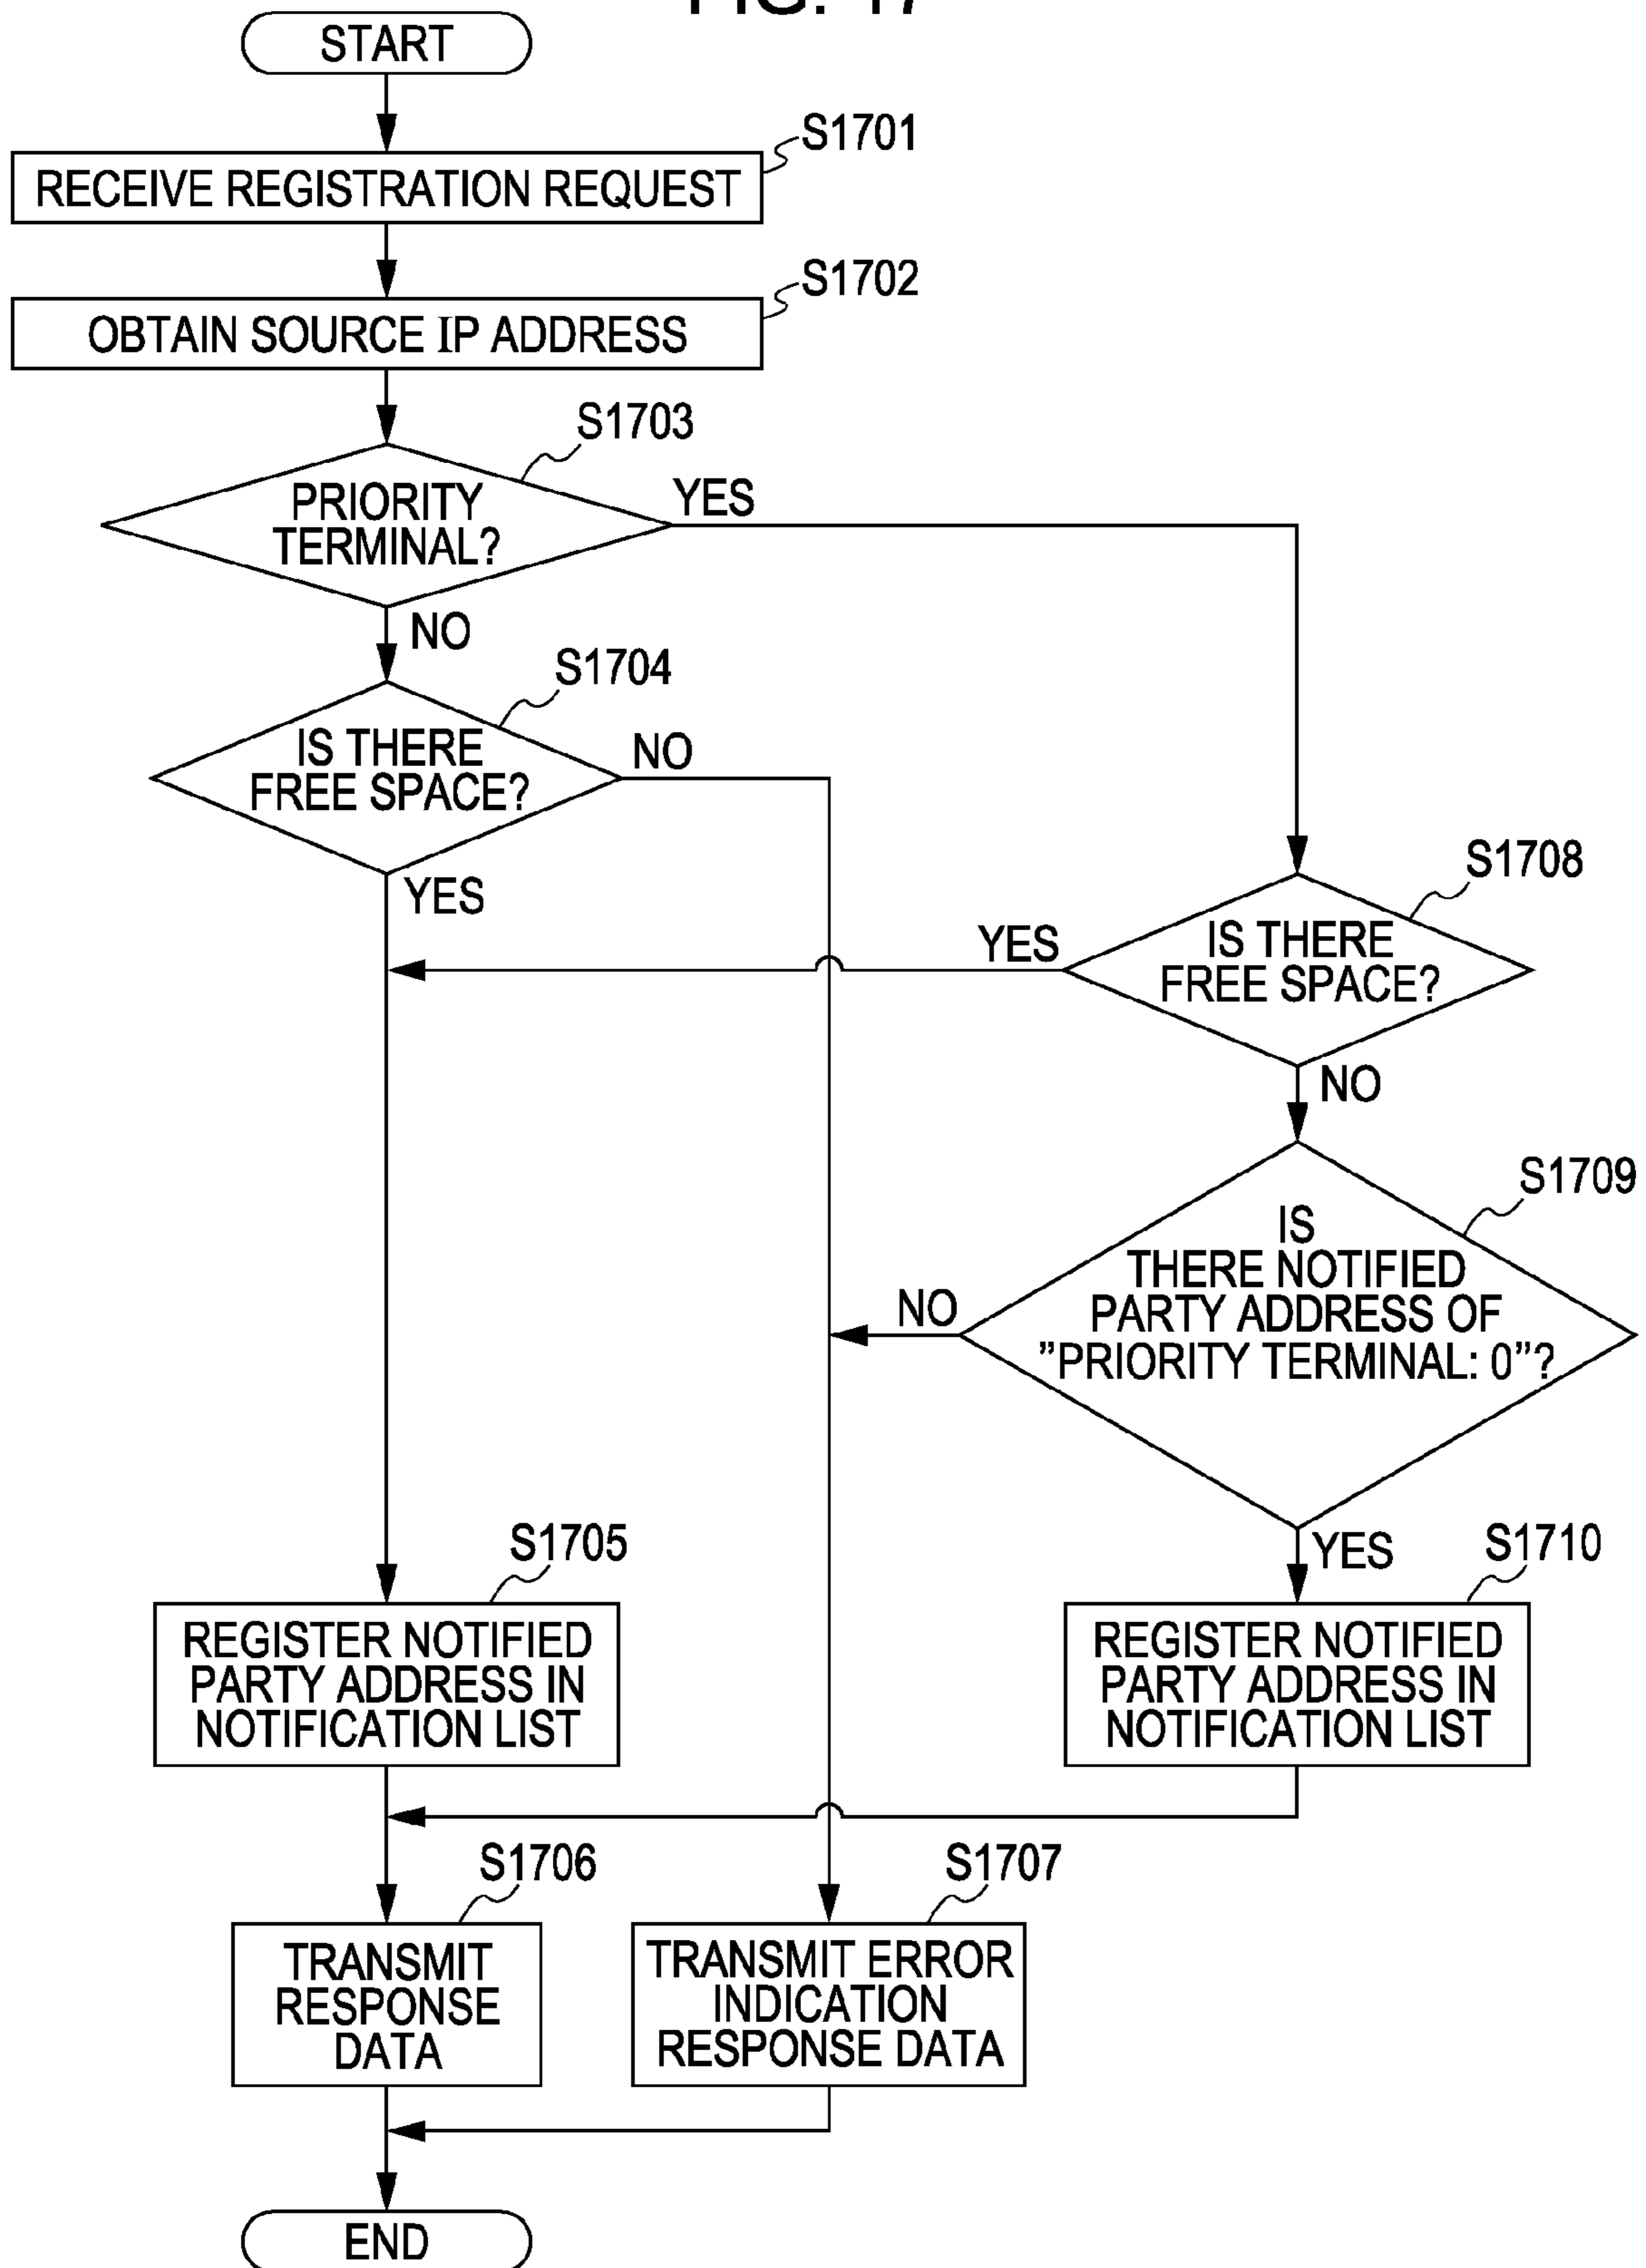 FIG. 17
START
S1701
RECEIVE REGISTRATION REQUEST
S1702
OBTAIN SOURCE IP ADDRESS
S1703
PRIORITY
TERMINAL?
YES
NO
S1704
IS THERE
FREE SPACE?
NO
YES
S1708
IS THERE
FREE SPACE?
YES
NO
S1709
IS
THERE NOTIFIED
PARTY ADDRESS OF
"PRIORITY TERMINAL: 0"?
NO
YES
S1705
REGISTER NOTIFIED
PARTY ADDRESS IN
NOTIFICATION LIST
S1710
REGISTER NOTIFIED
PARTY ADDRESS IN
NOTIFICATION LIST
S1706
TRANSMIT
RESPONSE
DATA
S1707
TRANSMIT ERROR
INDICATION
RESPONSE DATA
END